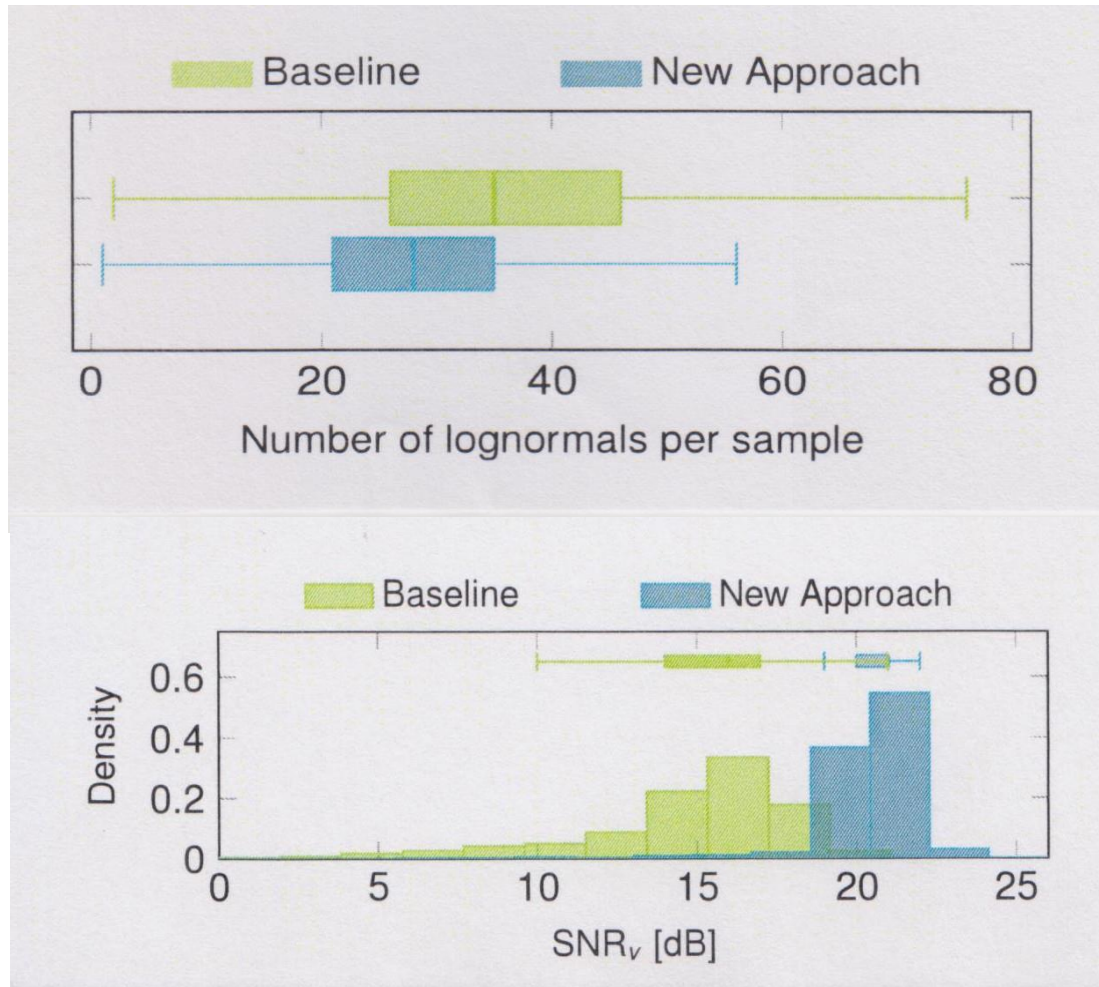 Baseline New Approach
0 20 40 60 80
Number of lognormals per sample
Baseline New Approach
0.6
0.4
0.2
0
Density
0 5 10 15 20 25
SNRv [dB]